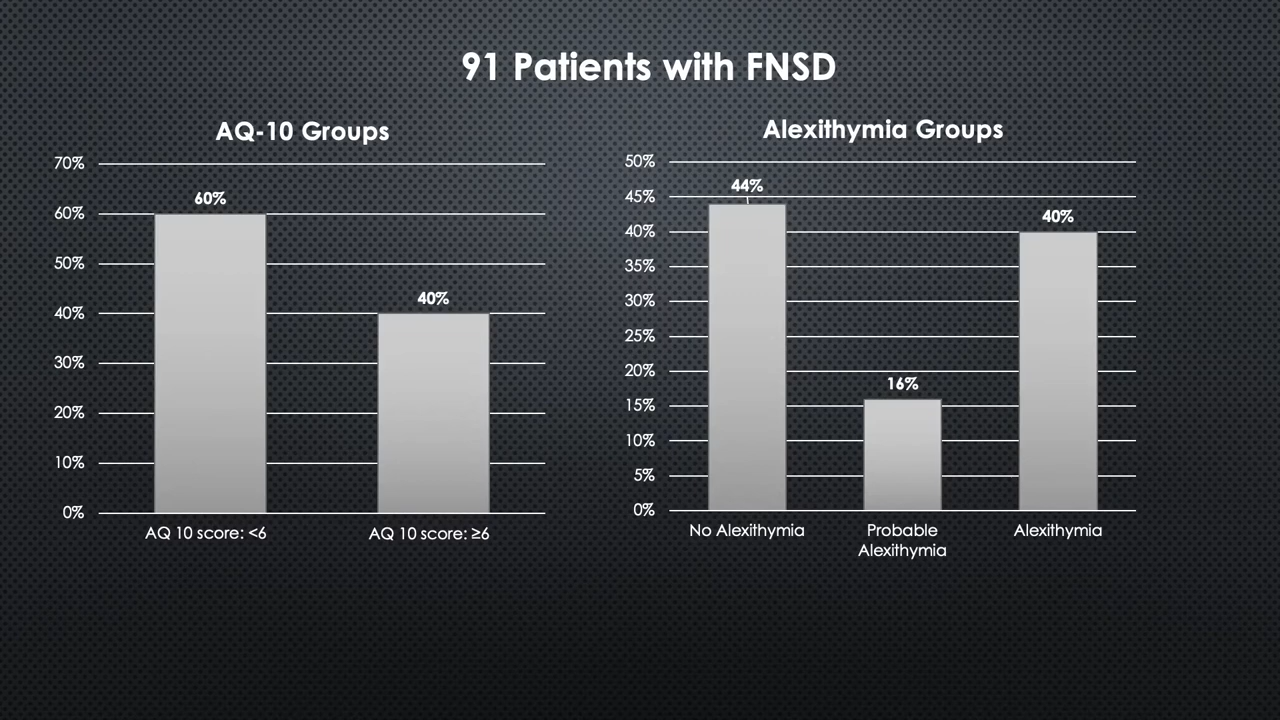 91 Patients with FNSD
AQ-10 Groups
70%
60%
50%
40%
30%
20%
10%
0%
60%
40%
AQ 10 score: <6
AQ 10 score: ≥6
Alexithymia Groups
50%
45%
40%
35%
30%
25%
20%
15%
10%
5%
0%
44%
16%
40%
No Alexithymia
Probable
Alexithymia
Alexithymia